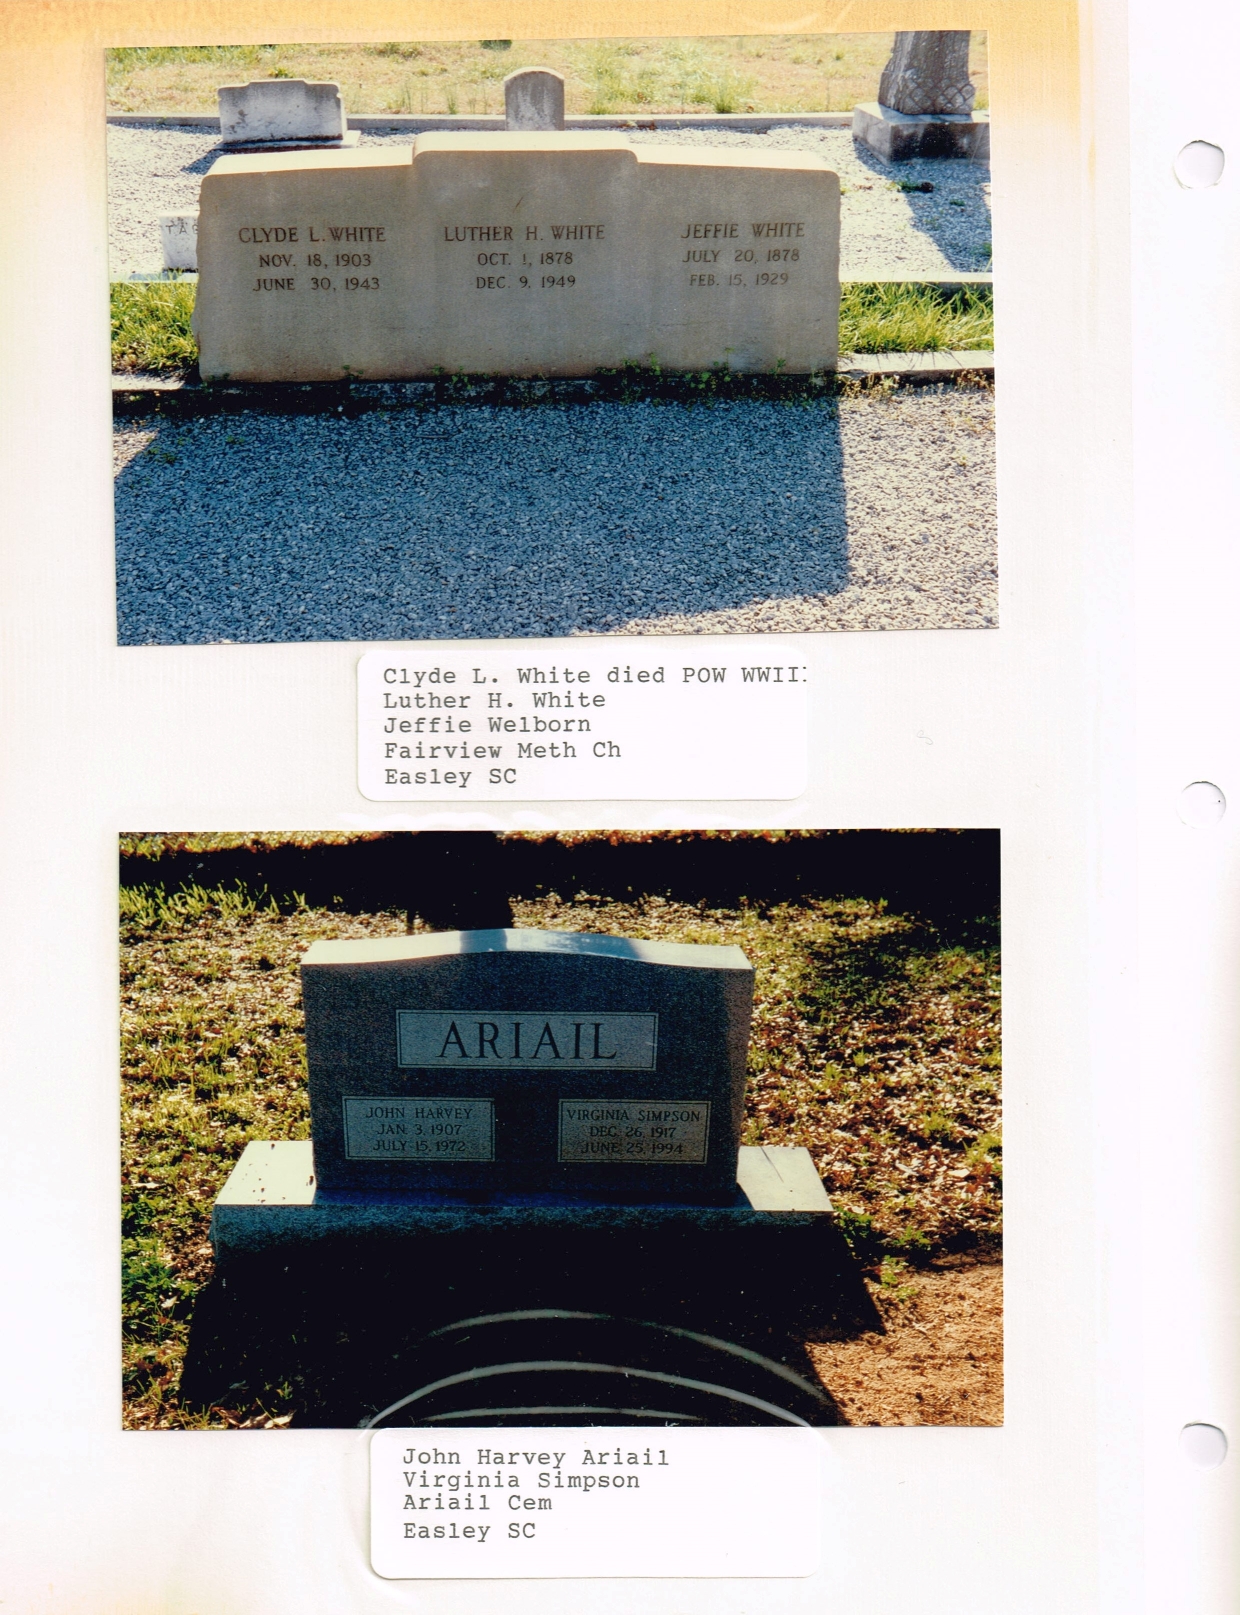 TA
CLYDE L. WHITE
NOV. 18, 1903
JUNE 30, 1943
LUTHER H. WHITE
OCT. 1, 1878
DEC. 9, 1949
JEFFIE WHITE
JULY 20, 1878
FEB. 15, 1929
Clyde L. White died POW WWII
Luther H. White
Jeffie Welborn
Fairview Meth Ch
Easley SC
ARIAIL
JOHN HARVEY
JAN. 3, 1907
JULY 15, 1972
VIRGINIA SIMPSON
DEC. 26, 1917
JUNE 25, 1994
John Harvey Ariail
Virginia Simpson
Ariail Cem
Easley SC